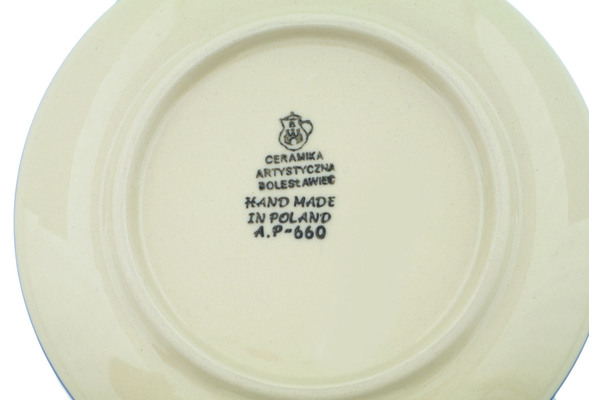 CERAMIKA
ARTYSTYCZNA
BOLESŁAWIEC
HAND MADE
IN POLAND
A.P-660